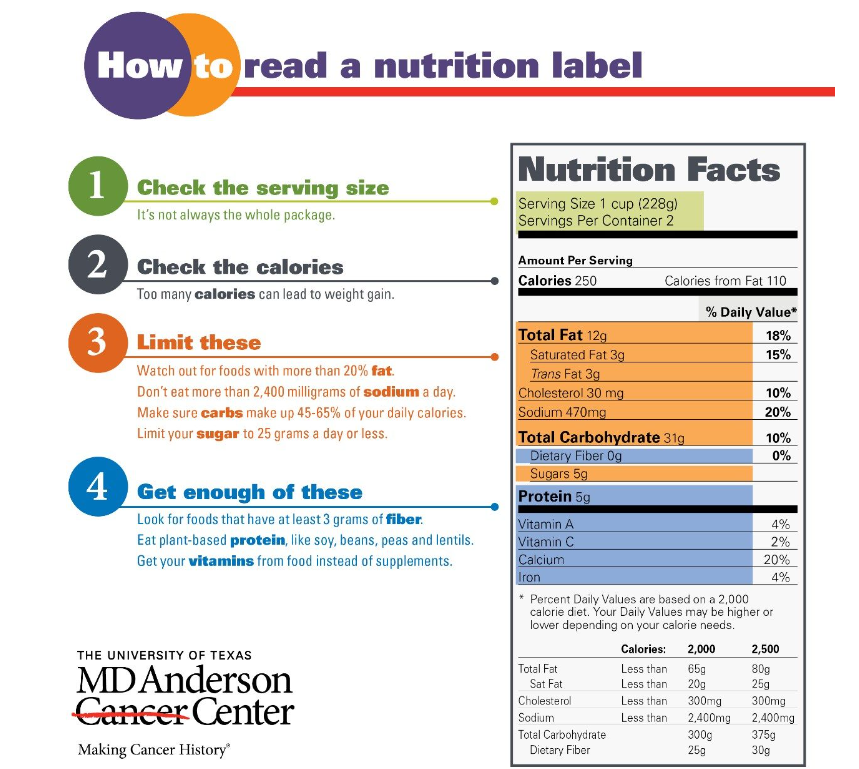 How to read a nutrition label
1
Check the serving size
It's not always the whole package.
2
Check the calories
Too many calories can lead to weight gain.
3
Limit these
Watch out for foods with more than 20% fat.
Don't eat more than 2,400 milligrams of sodium a day.
Make sure carbs make up 45-65% of your daily calories.
Limit your sugar to 25 grams a day or less.
4
Get enough of these
Look for foods that have at least 3 grams of fiber.
Eat plant-based protein, like soy, beans, peas and lentils.
Get your vitamins from food instead of supplements.
THE UNIVERSITY OF TEXAS
MD Anderson
Cancer Center
Making Cancer History®
Nutrition Facts
Serving Size 1 cup (228g)
Servings Per Container 2
Amount Per Serving
Calories 250 Calories from Fat 110
% Daily Value*
Total Fat 12g 18%
Saturated Fat 3g 15%
Trans Fat 3g
Cholesterol 30 mg 10%
Sodium 470mg 20%
Total Carbohydrate 31g 10%
Dietary Fiber 0g 0%
Sugars 5g
Protein 5g
Vitamin A 4%
Vitamin C 2%
Calcium 20%
Iron 4%
* Percent Daily Values are based on a 2,000
calorie diet. Your Daily Values may be higher or
lower depending on your calorie needs.
Calories: 2,000 2,500
Total Fat Less than 65g 80g
Sat Fat Less than 20g 25g
Cholesterol Less than 300mg 300mg
Sodium Less than 2,400mg 2,400mg
Total Carbohydrate 300g 375g
Dietary Fiber 25g 30g